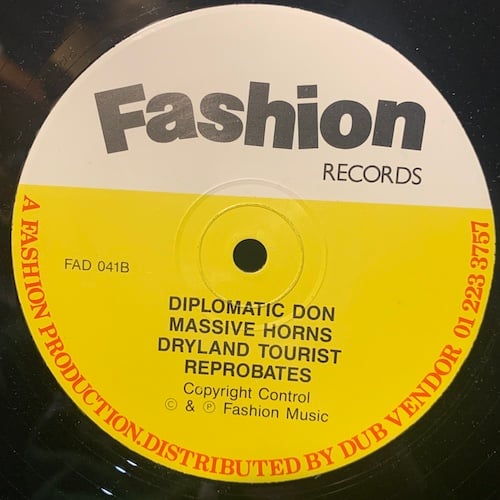 Fashion
RECORDS
FAD 041B
DIPLOMATIC DON
MASSIVE HORNS
DRYLAND TOURIST
REPROBATES
Copyright Control
© & ℗ Fashion Music
A FASHION PRODUCTION.DISTRIBUTED BY DUB VENDOR 01 223 3757